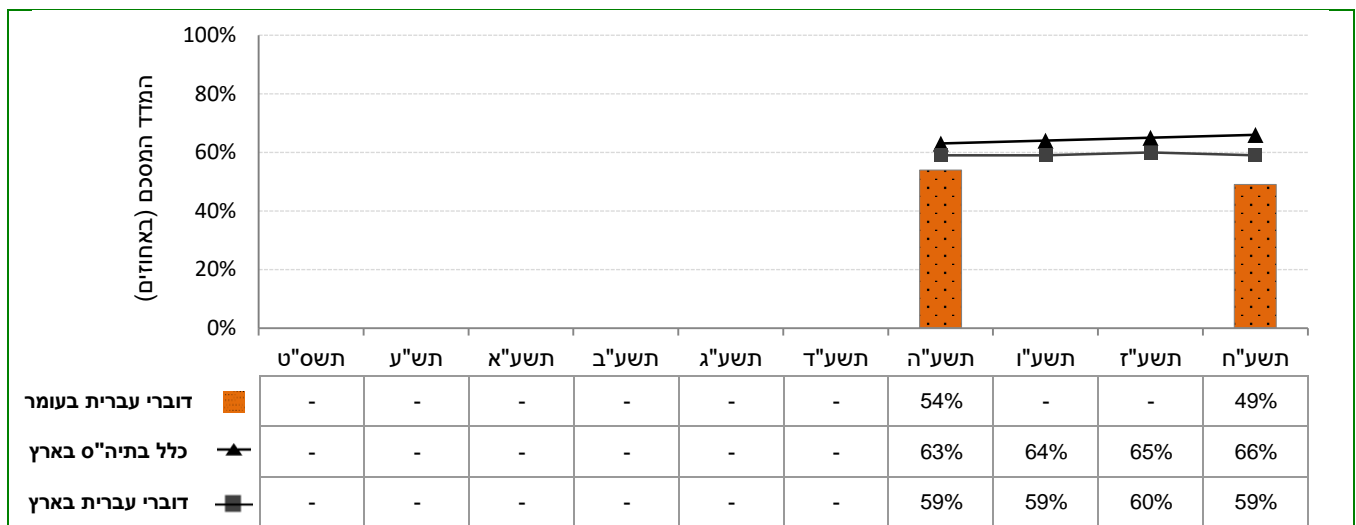 המדד המסכם (באחוזים)
100%
80%
60%
40%
20%
0%
תשס"ט תש"ע תשע"א תשע"ב תשע"ג תשע"ד תשע"ה תשע"ו תשע"ז תשע"ח
דוברי עברית בעומר - - - - - - 54% - - 49%
כלל בתיה"ס בארץ - - - - - - 63% 64% 65% 66%
דוברי עברית בארץ - - - - - - 59% 59% 60% 59%